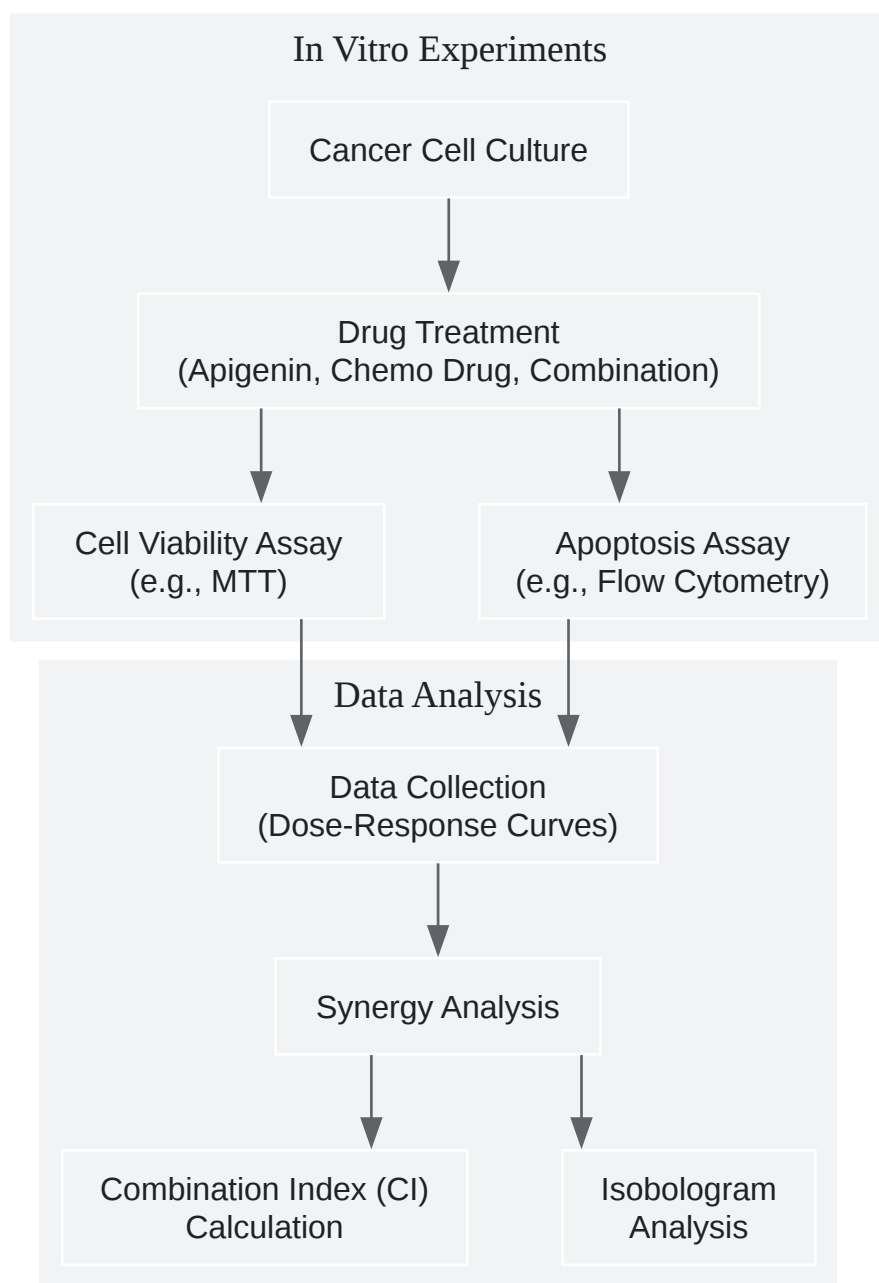 In Vitro Experiments
Cancer Cell Culture
Drug Treatment
(Apigenin, Chemo Drug, Combination)
Cell Viability Assay
(e.g., MTT)
Apoptosis Assay
(e.g., Flow Cytometry)
Data Analysis
Data Collection
(Dose-Response Curves)
Synergy Analysis
Combination Index (CI)
Calculation
Isobologram
Analysis